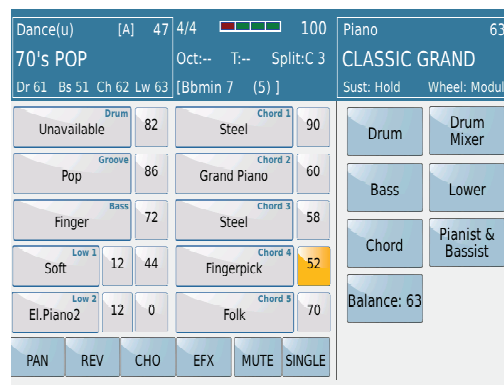 Dance(u) [A] 47 4/4 100 Piano 63
70's POP Oct:-- T:-- Split:C 3 CLASSIC GRAND
Dr 61 Bs 51 Ch 62 Lw 63 [Bbmin 7 (5) ] Sust: Hold Wheel: Modul
Drum
Unavailable 82
Chord 1
Steel 90
Groove
Pop 86
Chord 2
Grand Piano 60
Bass
Finger 72
Chord 3
Steel 58
Low 1
Soft 12 44
Chord 4
Fingerpick 52
Low 2
El.Piano2 12 0
Chord 5
Folk 70
Drum
Drum
Mixer
Bass
Lower
Chord
Pianist &
Bassist
Balance: 63
PAN REV CHO EFX MUTE SINGLE